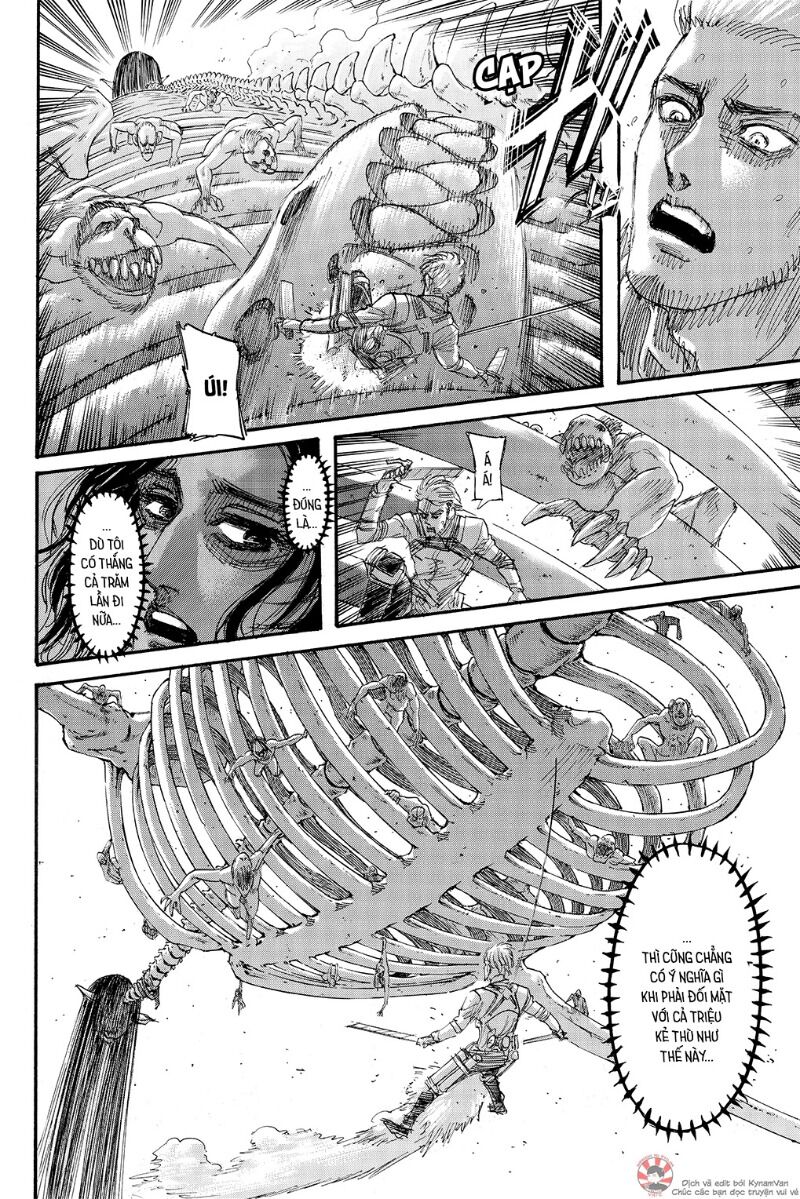 CẠP
ÚI!
Á
Á!
...
ĐÚNG
LÀ...
...
DÙ TÔI
CÓ THẮNG
CẢ TRĂM
LẦN ĐI
NỮA...
...
THÌ CŨNG CHẲNG
CÓ Ý NGHĨA GÌ
KHI PHẢI ĐỐI MẶT
VỚI CẢ TRIỆU
KẺ THÙ NHƯ
THẾ NÀY...
Dịch và edit bởi KynamVan
Chúc các bạn đọc truyện vui vẻ